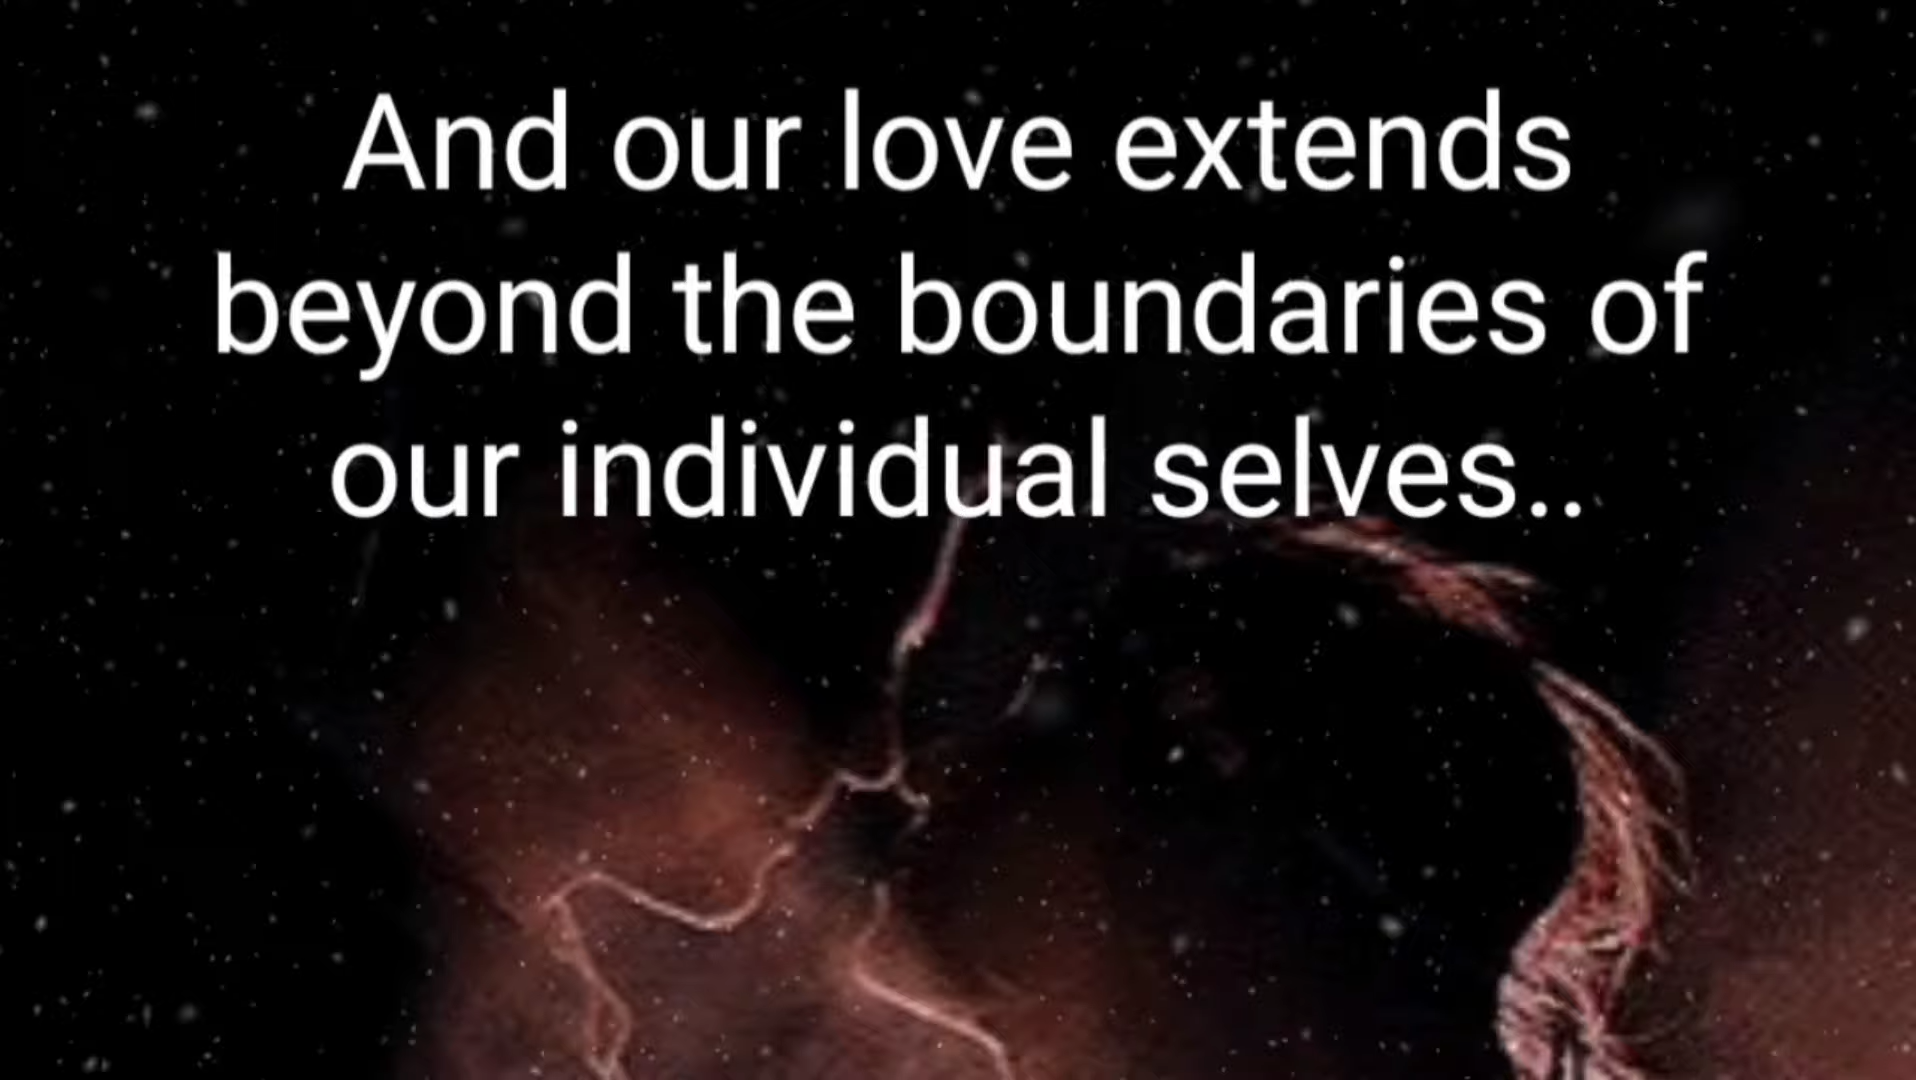 And our love extends
beyond the boundaries of
our individual selves..